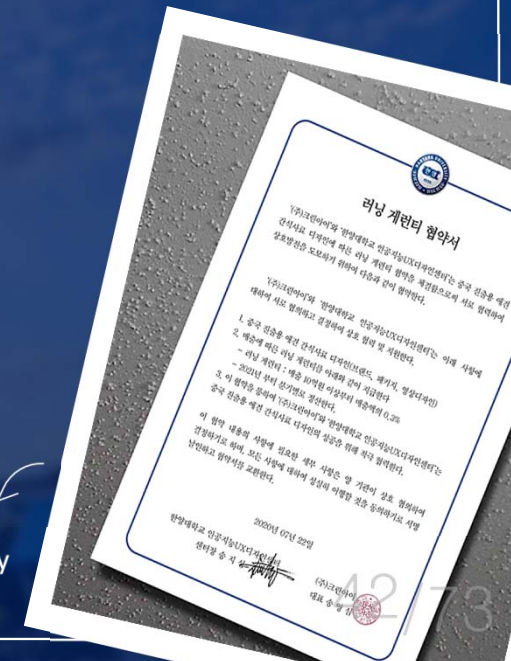 러닝 게런티 협약서
'(주)크린아이'와 '한양대학교 인공지능UX디자인센터'는 중국 진출용 애견
간식사료 디자인에 따른 러닝 게런티 협약을 체결함으로써 서로 협력하여
상호발전을 도모하기 위하여 다음과 같이 협약한다.
'(주)크린아이'와 '한양대학교 인공지능UX디자인센터'는 아래 사항에
대하여 서로 협의하고 결정하여 상호 협력 및 지원한다.
1. 중국 진출용 애견 간식사료 디자인(브랜드, 패키지, 영상디자인)
2. 매출에 따른 러닝 게런티를 아래와 같이 지급한다
- 러닝 게런티 : 매출 10억원 이상부터 매출액의 0.3%
- 2021년 부터 분기별로 정산한다.
3. 이 협약을 통하여 '(주)크린아이'와 '한양대학교 인공지능UX디자인센터'는
중국 진출용 애견 간식사료 디자인의 성공을 위해 적극 협력한다.
이 협약 내용의 사항에 필요한 세부 사항은 양 기관이 상호 협의하여
결정하기로 하며, 모든 사항에 대하여 성실히 이행할 것을 동의하기로 서명
날인하고 협약서를 교환한다.
2020년 07월 22일
한양대학교 인공지능UX디자인센터
센터장 송 지
(주)크린아이
대표 송
y
42/73